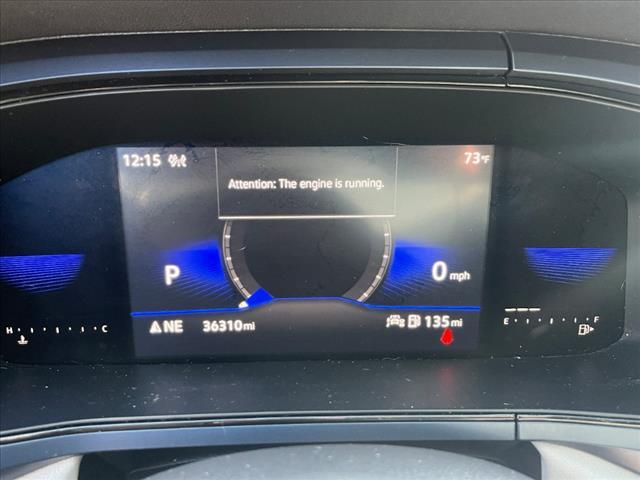 12:15
73°F
Attention: The engine is running.
P
0 mph
H C
NE
36310 mi
135 mi
E F